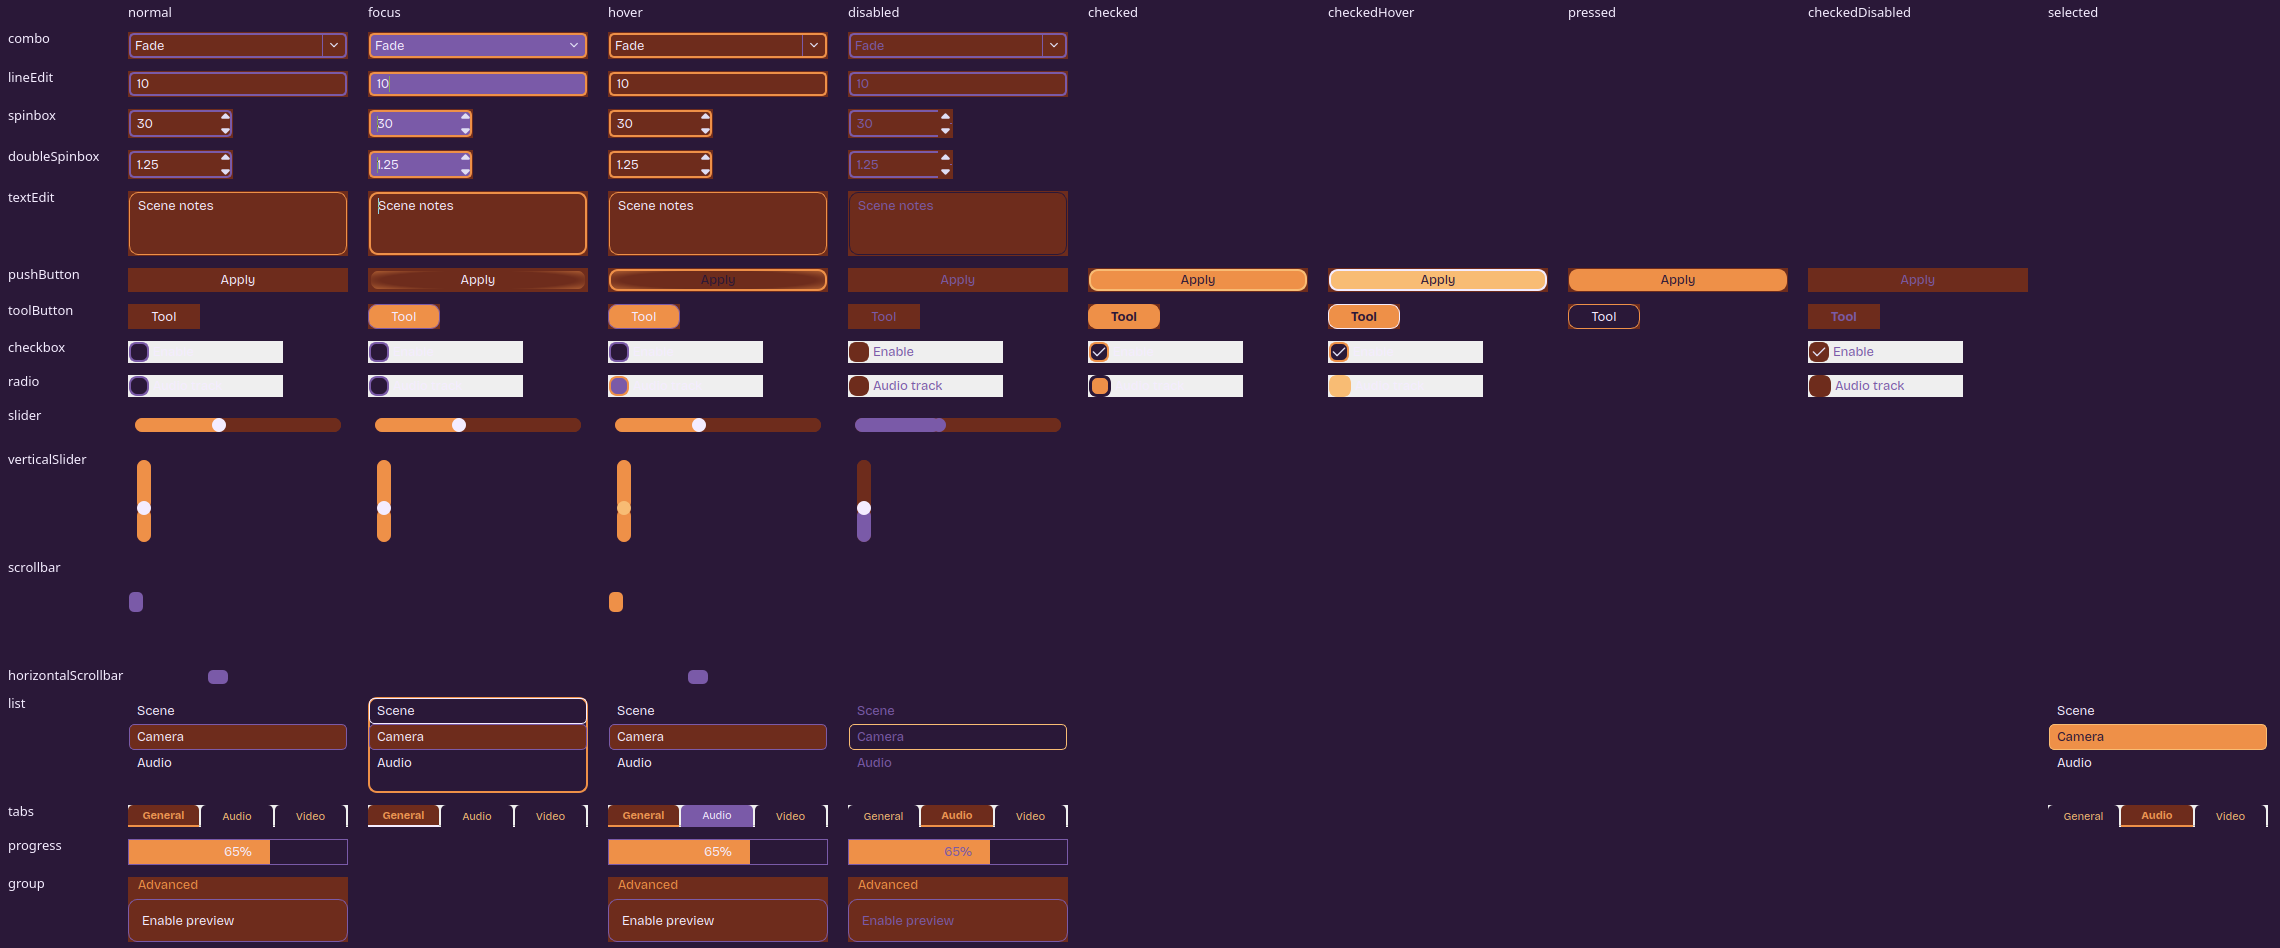 normal focus hover disabled checked checkedHover pressed checkedDisabled selected
combo Fade Fade Fade Fade
lineEdit 10 10 10 10
spinbox 30 30 30 30
doubleSpinbox 1.25 1.25 1.25 1.25
textEdit Scene notes Scene notes Scene notes Scene notes
pushButton Apply Apply Apply Apply Apply Apply Apply Apply
toolButton Tool Tool Tool Tool Tool Tool Tool Tool
checkbox Enable Enable
radio Audio track Audio track
slider
verticalSlider
scrollbar
horizontalScrollbar
list Scene Scene Scene Scene Scene
Camera Camera Camera Camera Camera
Audio Audio Audio Audio Audio
tabs General Audio Video General Audio Video General Audio Video General Audio Video General Audio Video
progress 65% 65% 65%
group Advanced Advanced Advanced
Enable preview Enable preview Enable preview